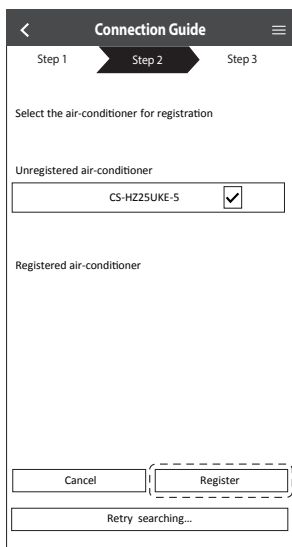 Connection Guide
Step 1 Step 2 Step 3
Select the air-conditioner for registration
Unregistered air-conditioner
CS-HZ25UKE-5
Registered air-conditioner
Cancel Register
Retry searching...